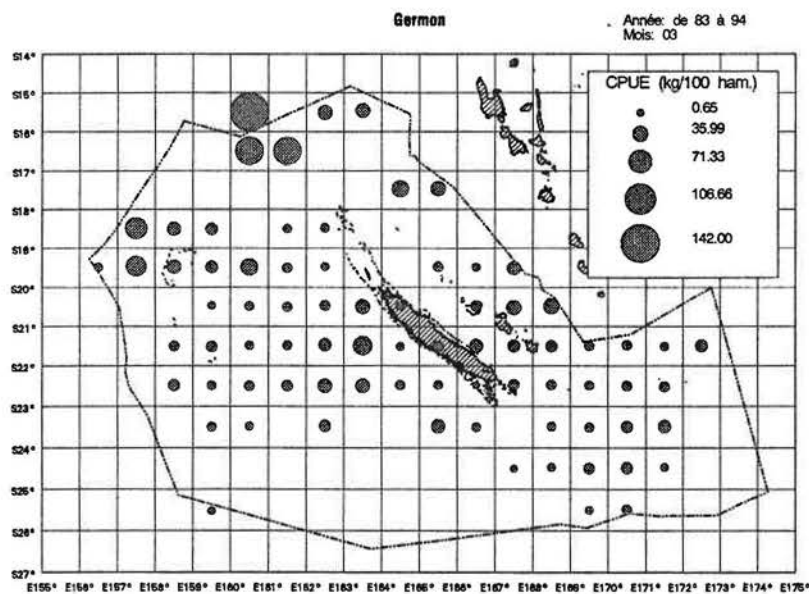 Germon
Année: de 83 à 94
Mois: 03
CPUE (kg/100 ham.)
0.65
35.99
71.33
106.66
142.00
S14°
S15°
S16°
S17°
S18°
S19°
S20°
S21°
S22°
S23°
S24°
S25°
S26°
S27°
E155° E156° E157° E158° E159° E160° E161° E162° E163° E164° E165° E166° E167° E168° E169° E170° E171° E172° E173° E174° E175°